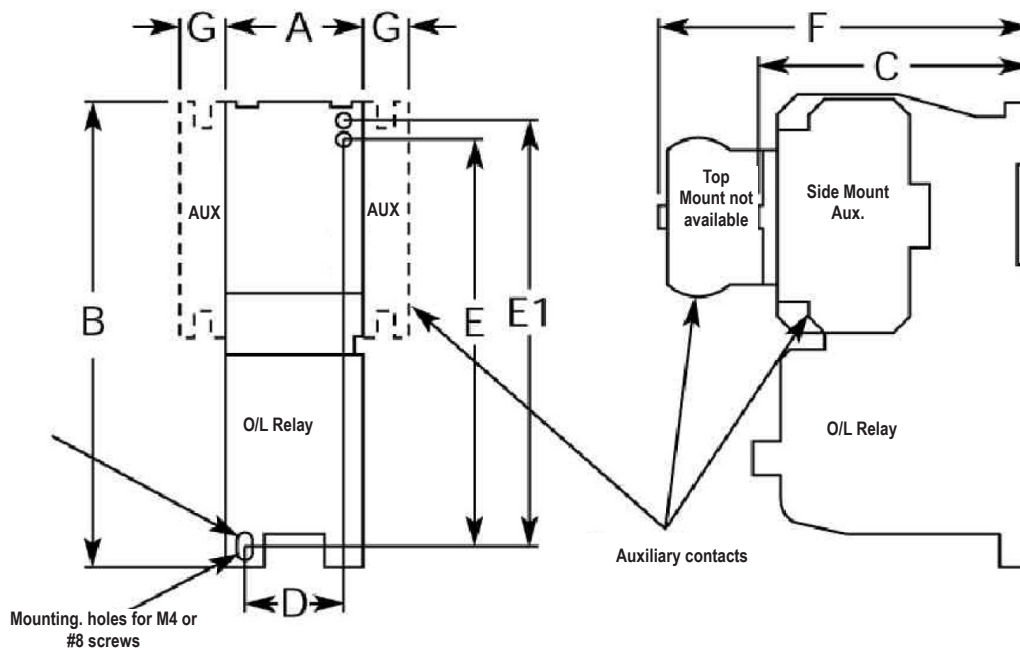 G
A
G
F
C
AUX
AUX
Top
Mount not
available
Side Mount
Aux.
B
E
E1
O/L Relay
O/L Relay
Auxiliary contacts
D
Mounting. holes for M4 or
#8 screws